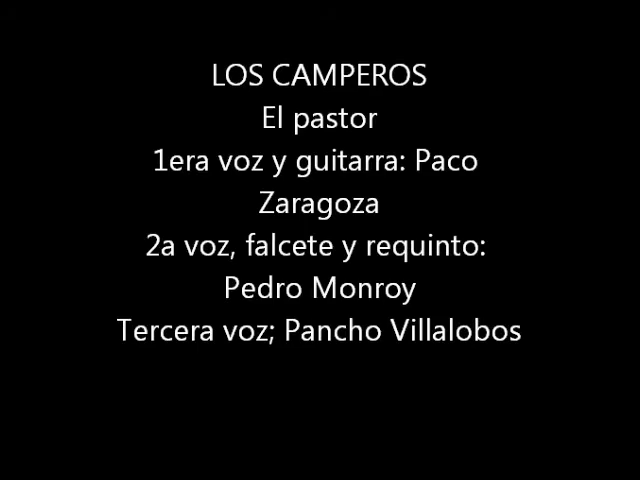 LOS CAMPEROS
El pastor
1era voz y guitarra: Paco
Zaragoza
2a voz, falcete y requinto:
Pedro Monroy
Tercera voz; Pancho Villalobos